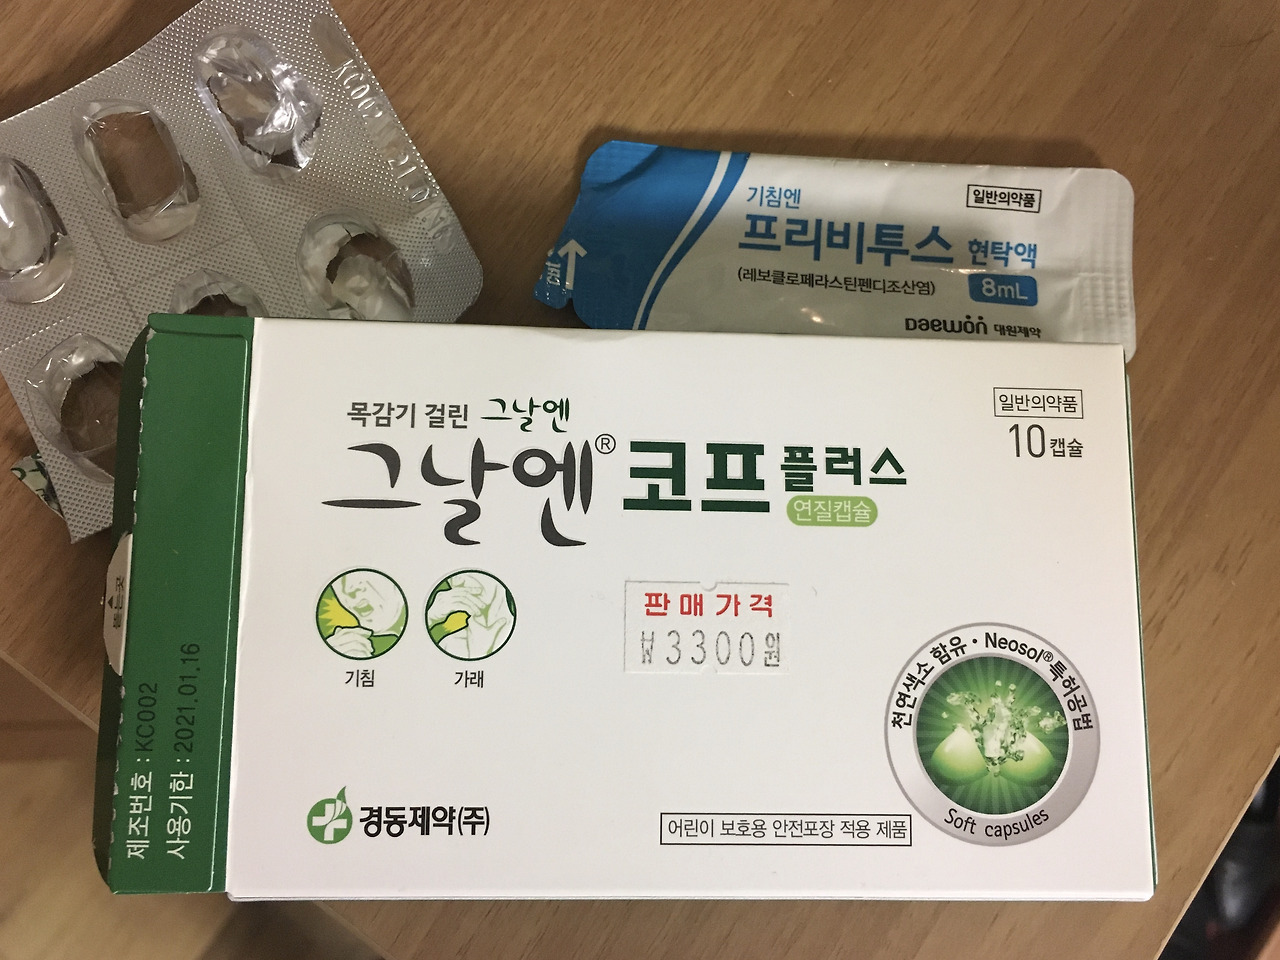 KC002
기침엔
일반의약품
프리비투스 현탁액
(레보클로페라스틴펜디조산염)
8mL
Daewon 대원제약
cut
목감기 걸린 그날엔
그날엔® 코프 플러스
연질캡슐
일반의약품
10캡슐
기침
가래
판매가격
₩3300원
천연색소 함유 · Neosol® 특허공법
Soft capsules
경동제약(주)
어린이 보호용 안전포장 적용 제품
제조번호 : KC002
사용기한 : 2021.01.16